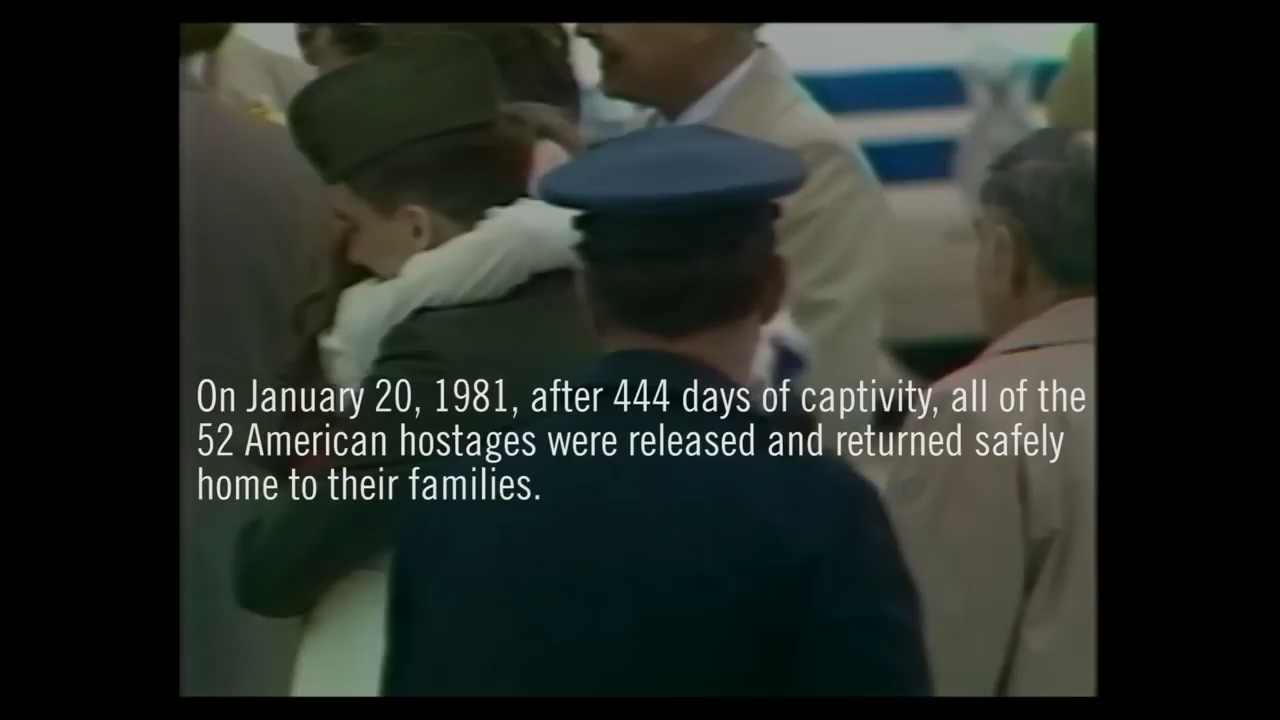 On January 20, 1981, after 444 days of captivity, all of the
52 American hostages were released and returned safely
home to their families.